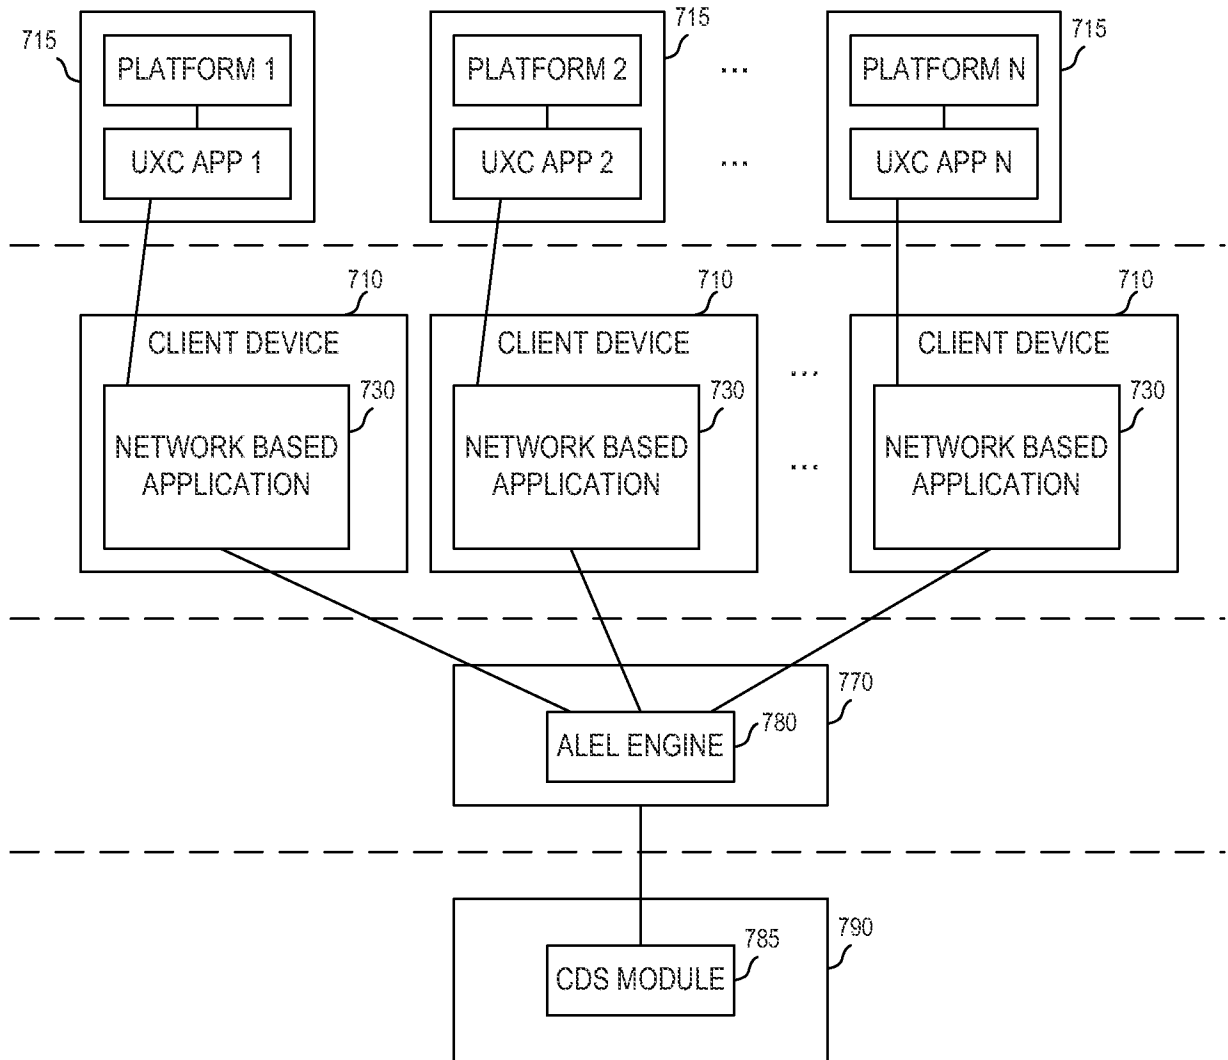 715
PLATFORM 1
UXC APP 1
715
PLATFORM 2
...
UXC APP 2
...
715
PLATFORM N
UXC APP N
710
CLIENT DEVICE
730
NETWORK BASED
APPLICATION
710
CLIENT DEVICE
730
NETWORK BASED
APPLICATION
...
...
710
CLIENT DEVICE
730
NETWORK BASED
APPLICATION
770
780
ALEL ENGINE
790
785
CDS MODULE